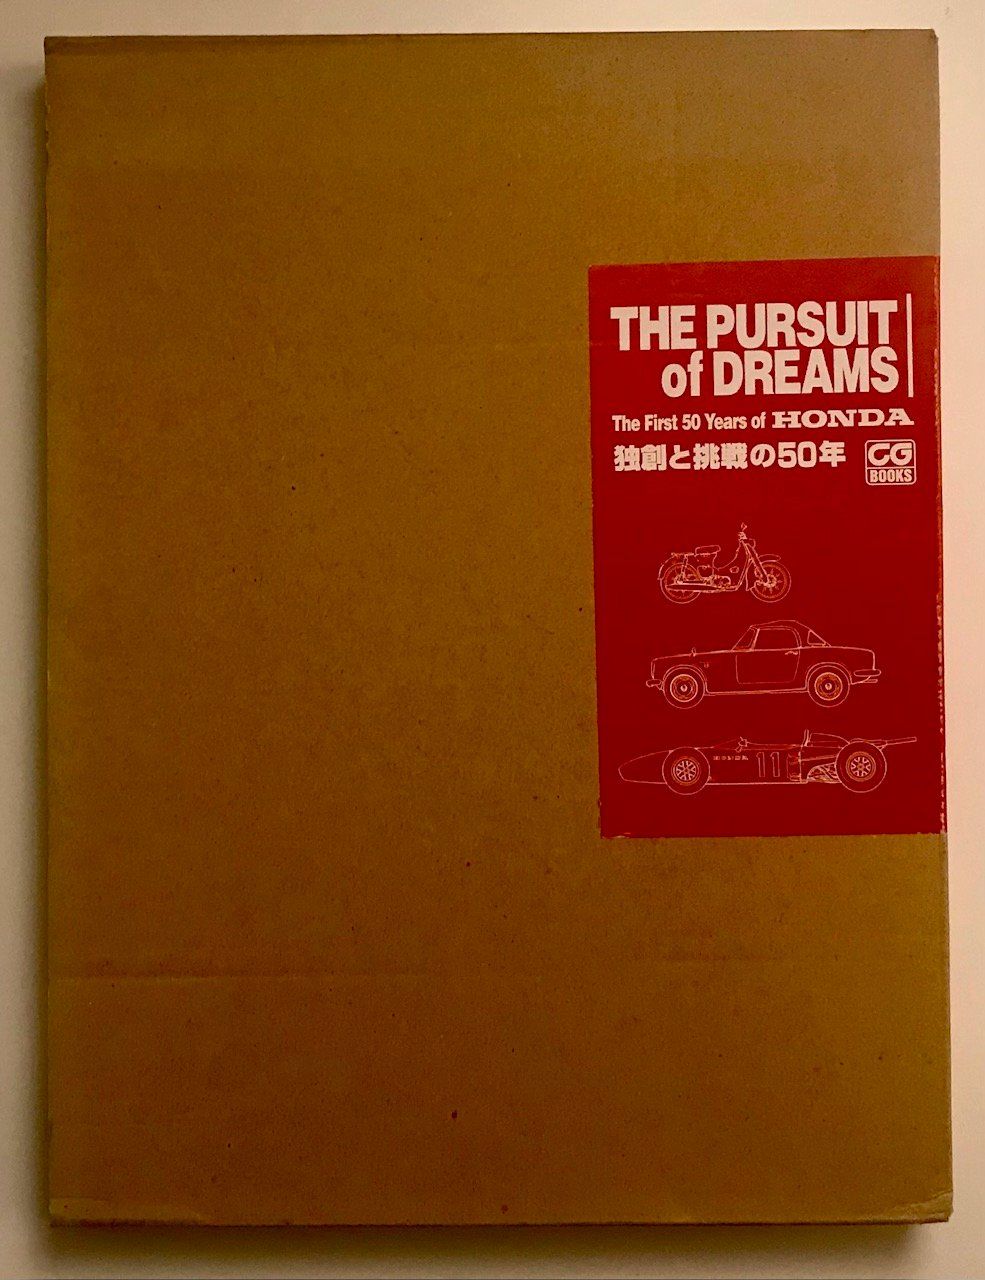 THE PURSUIT
of DREAMS
The First 50 Years of HONDA
独創と挑戦の50年
CG
BOOKS
HONDA 11